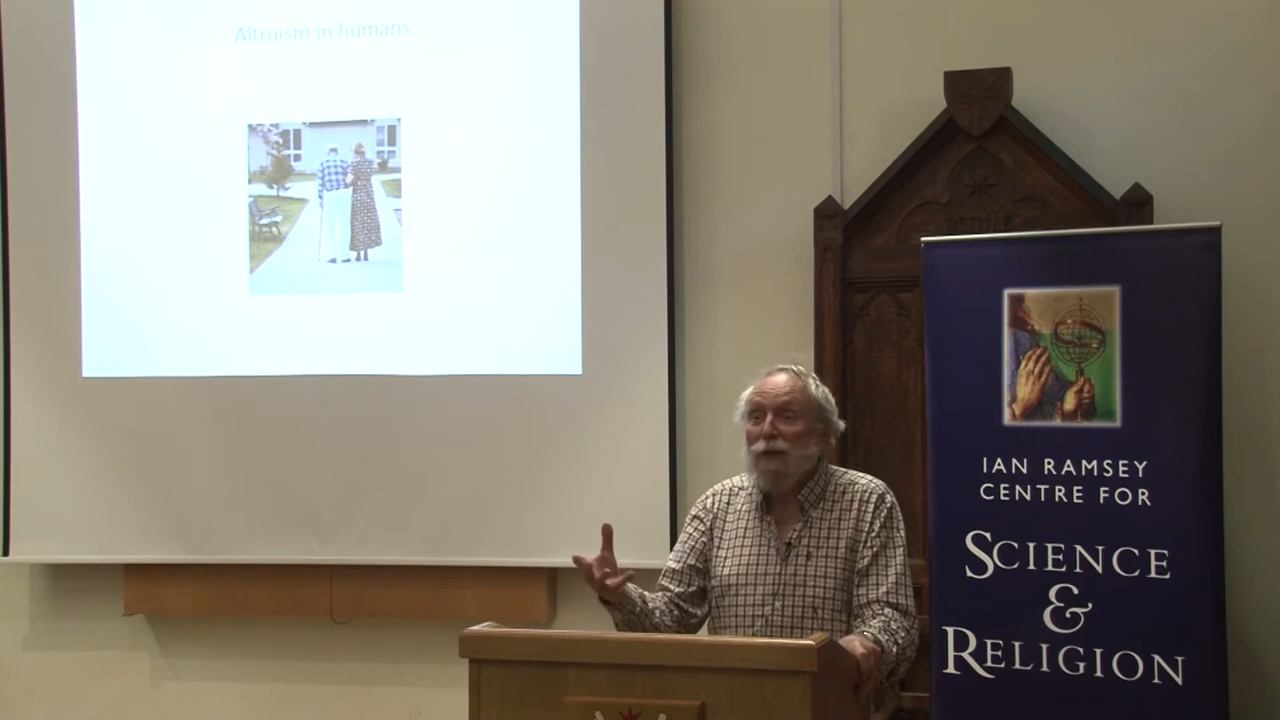 Altruism in humans
IAN RAMSEY
CENTRE FOR
SCIENCE
&
RELIGION